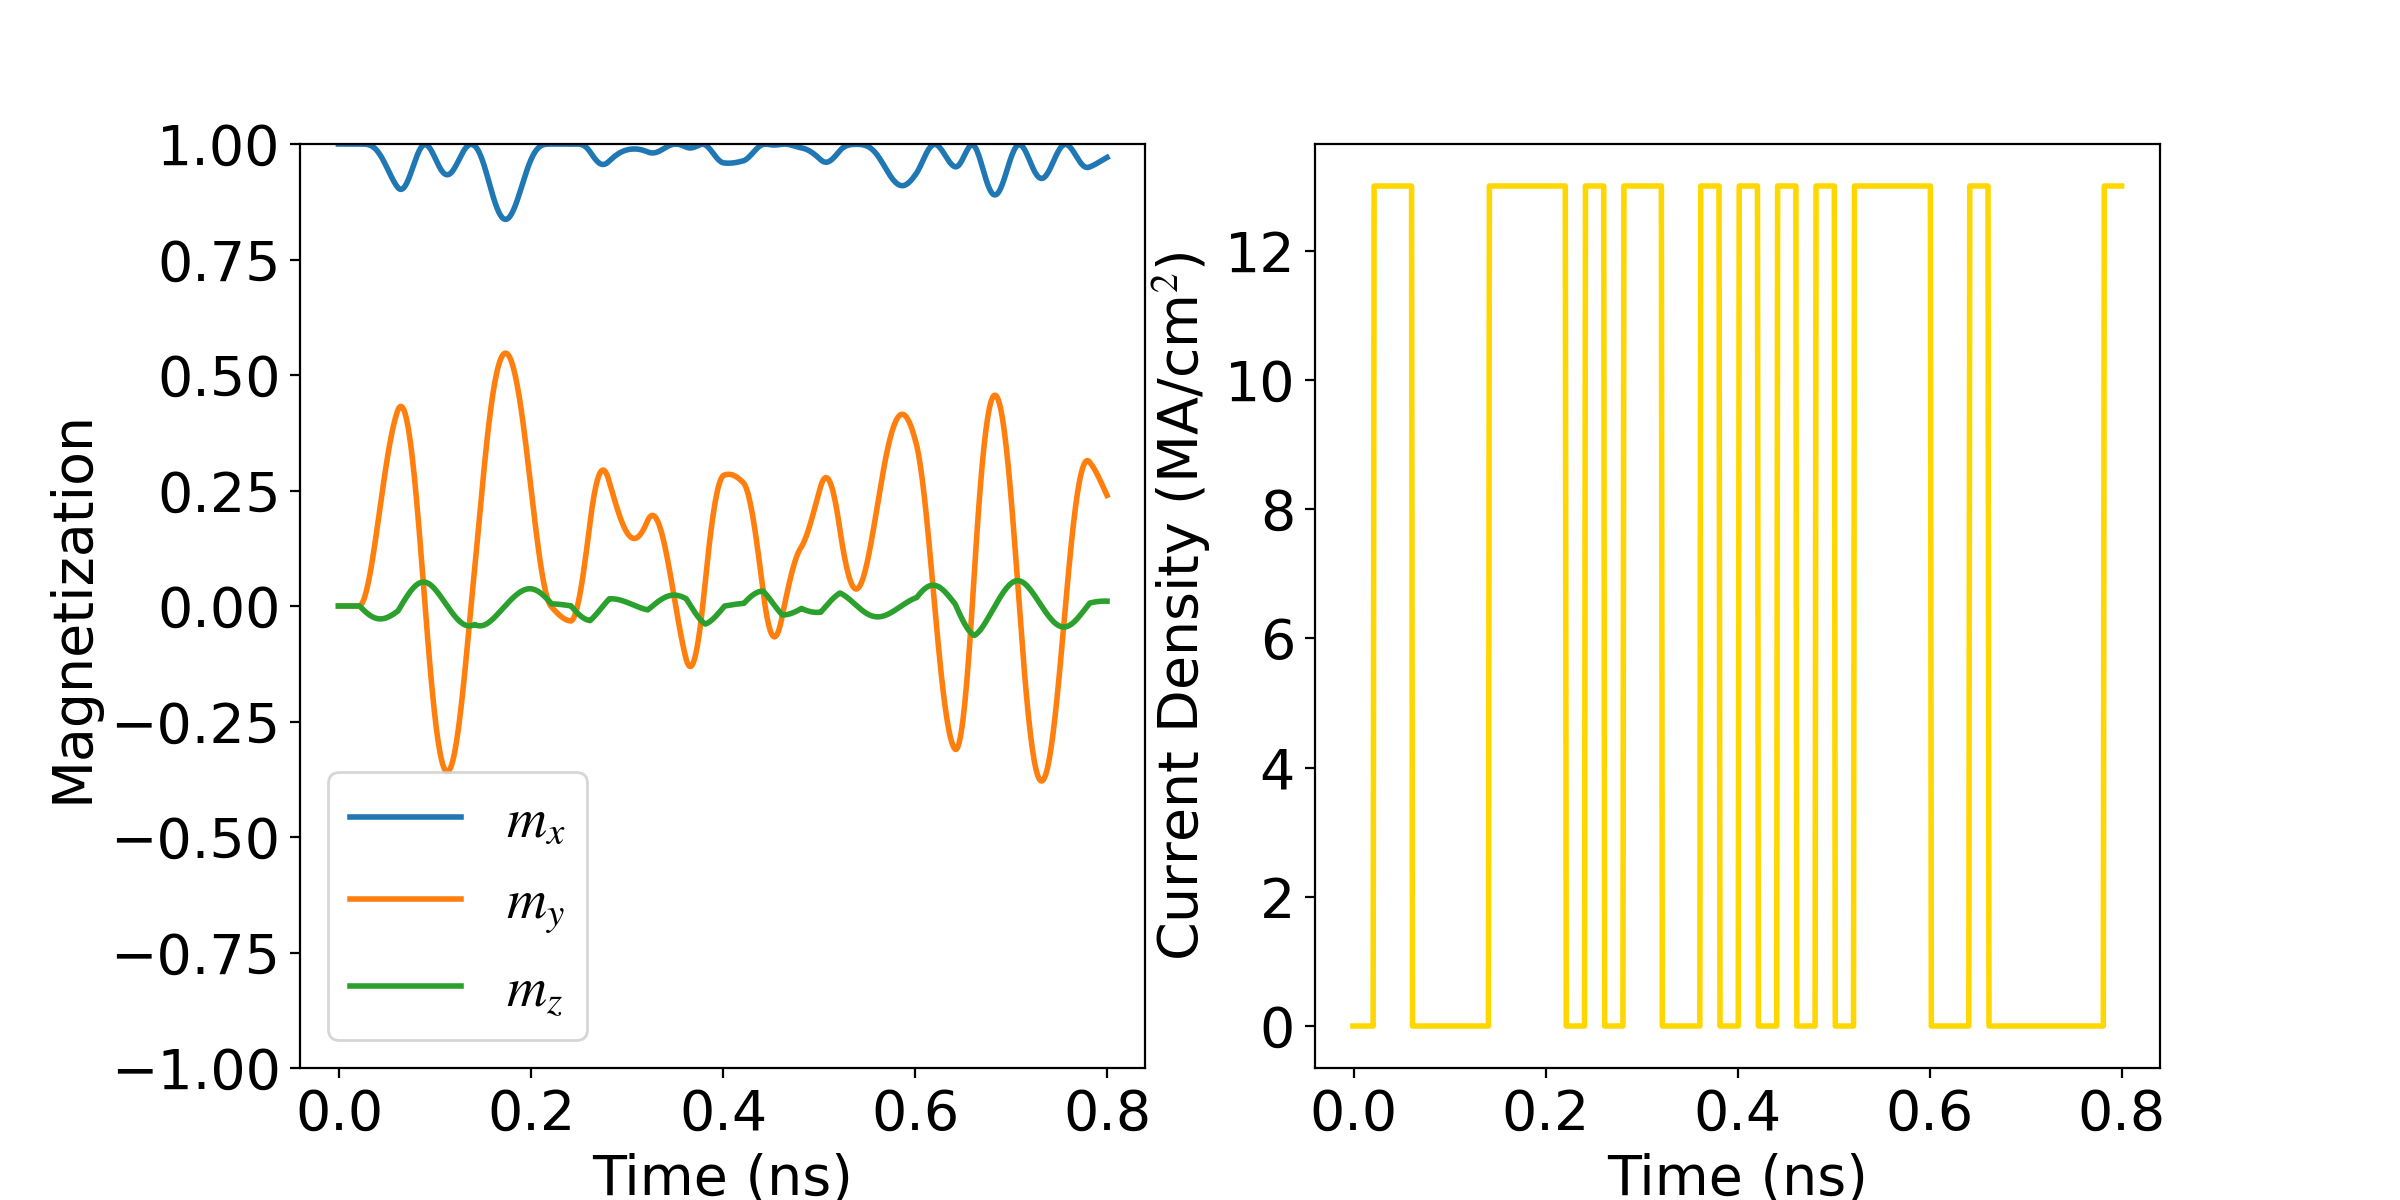 Magnetization
1.00
0.75
0.50
0.25
0.00
−0.25
−0.50
−0.75
−1.00
0.0 0.2 0.4 0.6 0.8
Time (ns)
m_x
m_y
m_z
Current Density (MA/cm²)
12
10
8
6
4
2
0
0.0 0.2 0.4 0.6 0.8
Time (ns)